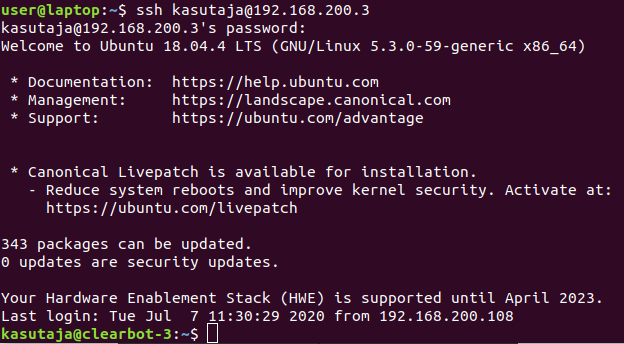 user@laptop:~$ ssh kasutaja@192.168.200.3
kasutaja@192.168.200.3's password:
Welcome to Ubuntu 18.04.4 LTS (GNU/Linux 5.3.0-59-generic x86_64)
* Documentation: https://help.ubuntu.com
* Management: https://landscape.canonical.com
* Support: https://ubuntu.com/advantage
* Canonical Livepatch is available for installation.
- Reduce system reboots and improve kernel security. Activate at:
https://ubuntu.com/livepatch
343 packages can be updated.
0 updates are security updates.
Your Hardware Enablement Stack (HWE) is supported until April 2023.
Last login: Tue Jul 7 11:30:29 2020 from 192.168.200.108
kasutaja@clearbot-3:~$